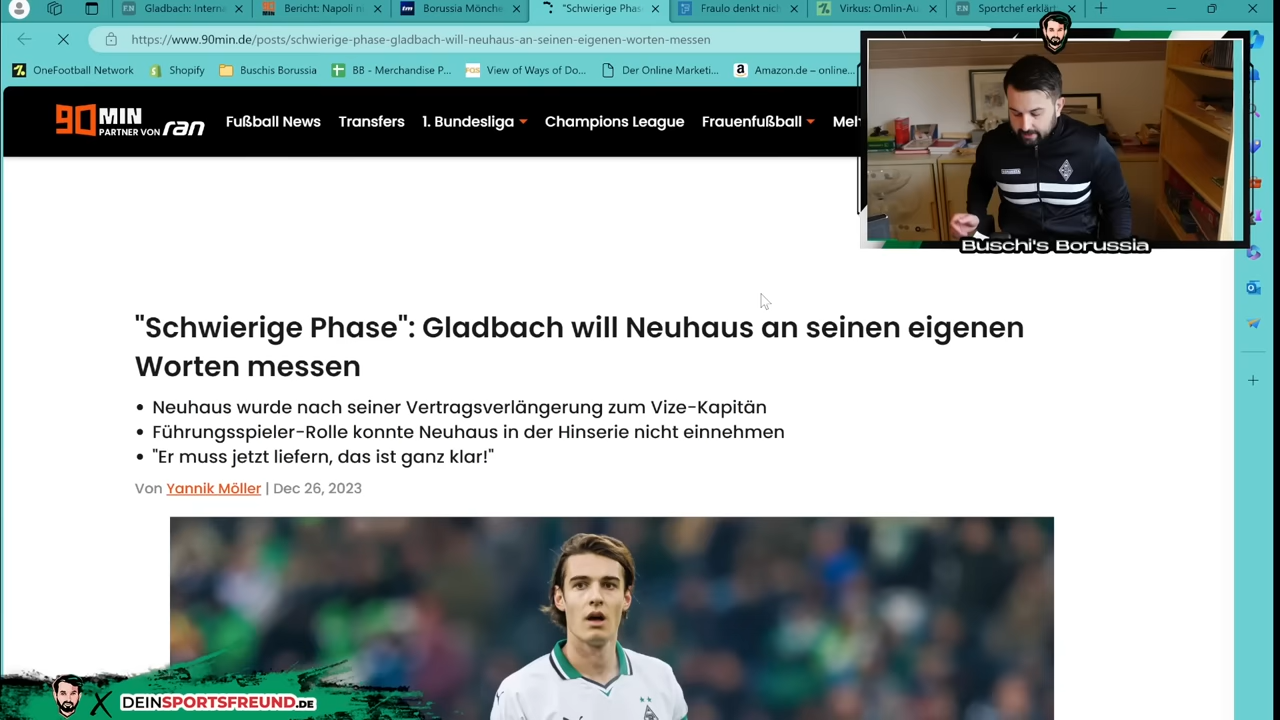 Gladbach: Interna
Bericht: Napoli n
Borussia Mönche
"Schwierige Phase
Fraulo denkt nich
Virkus: Omlin-Au
Sportchef erklärt
https://www.90min.de/posts/schwierige-phase-gladbach-will-neuhaus-an-seinen-eigenen-worten-messen
OneFootball Network
Shopify
Buschis Borussia
BB - Merchandise P...
View of Ways of Do...
Der Online Marketi...
Amazon.de – online...
90MIN
PARTNER VON ran
Fußball News
Transfers
1. Bundesliga
Champions League
Frauenfußball
Meh
Buschi's Borussia
"Schwierige Phase": Gladbach will Neuhaus an seinen eigenen
Worten messen
• Neuhaus wurde nach seiner Vertragsverlängerung zum Vize-Kapitän
• Führungsspieler-Rolle konnte Neuhaus in der Hinserie nicht einnehmen
• "Er muss jetzt liefern, das ist ganz klar!"
Von Yannik Möller | Dec 26, 2023
X DEINSPORTSFREUND.DE